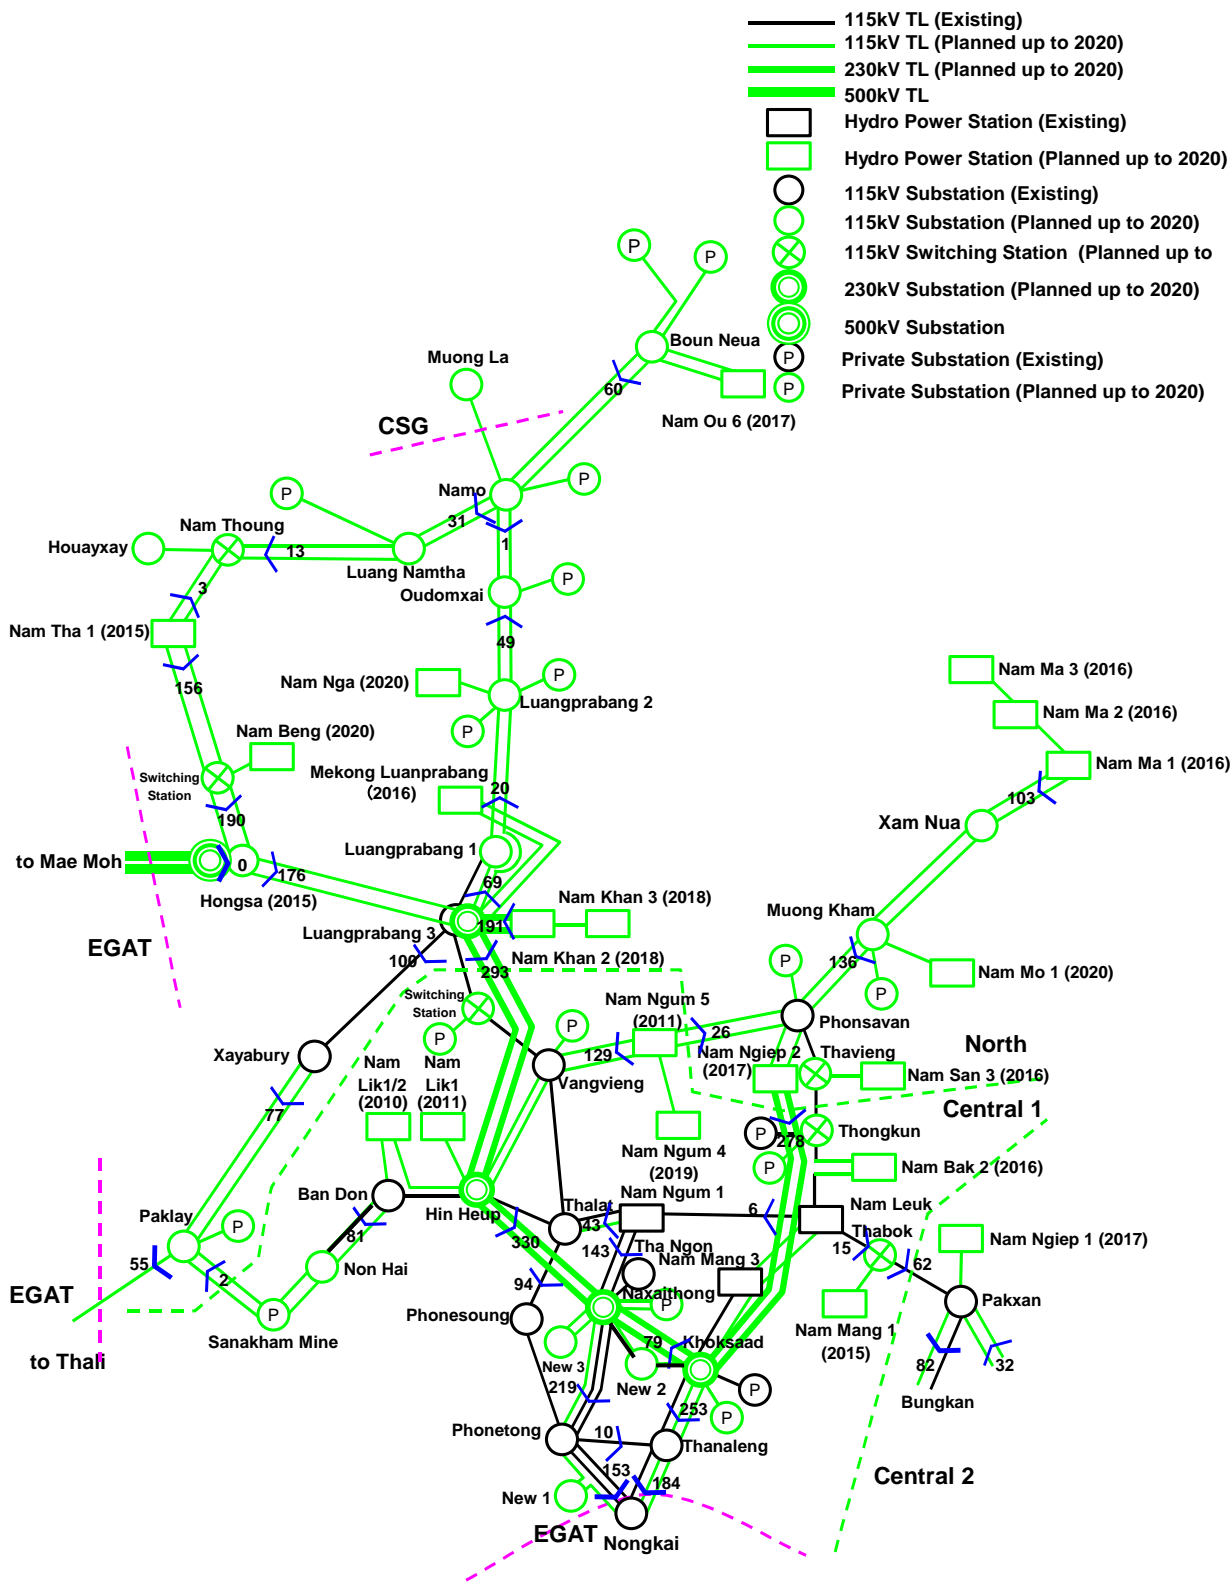 115kV TL (Existing)
115kV TL (Planned up to 2020)
230kV TL (Planned up to 2020)
500kV TL
Hydro Power Station (Existing)
Hydro Power Station (Planned up to 2020)
115kV Substation (Existing)
115kV Substation (Planned up to 2020)
115kV Switching Station (Planned up to
230kV Substation (Planned up to 2020)
500kV Substation
P
Private Substation (Existing)
P
Private Substation (Planned up to 2020)
P
P
Boun Neua
Muong La
60
Nam Ou 6 (2017)
CSG
P
Namo
P
31
Nam Thoung
Houayxay
13
1
Luang Namtha
Oudomxai
P
3
Nam Tha 1 (2015)
49
156
Nam Nga (2020)
P
Luangprabang 2
P
Nam Ma 3 (2016)
Nam Ma 2 (2016)
Nam Ma 1 (2016)
103
Nam Beng (2020)
Switching
Station
Mekong Luanprabang
(2016)
20
190
Xam Nua
to Mae Moh
0
176
Luangprabang 1
69
Hongsa (2015)
Nam Khan 3 (2018)
Muong Kham
Luangprabang 3
191
EGAT
100
293
Nam Khan 2 (2018)
P
136
P
Nam Mo 1 (2020)
Switching
Station
P
P
Nam Ngum 5
(2011)
26
Phonsavan
North
Xayabury
Nam
Lik1/2
(2010)
Nam
Lik1
(2011)
Vangvieng
129
Nam Ngiep 2
(2017)
Thavieng
Nam San 3 (2016)
Central 1
77
P
278
Thongkun
P
Nam Ngum 4
(2019)
Nam Bak 2 (2016)
Ban Don
Hin Heup
Thalat
Nam Ngum 1
43
6
Nam Leuk
Paklay
P
81
330
143
Tha Ngon
Nam Mang 3
15
Thabok
62
Nam Ngiep 1 (2017)
55
2
Non Hai
94
Naxaithong
P
EGAT
P
Sanakham Mine
Phonesoung
Khoksaad
Nam Mang 1
(2015)
Pakxan
to Thali
New 3
79
New 2
P
82
32
Bungkan
219
253
P
Phonetong
10
Thanaleng
153
184
Central 2
New 1
EGAT
Nongkai